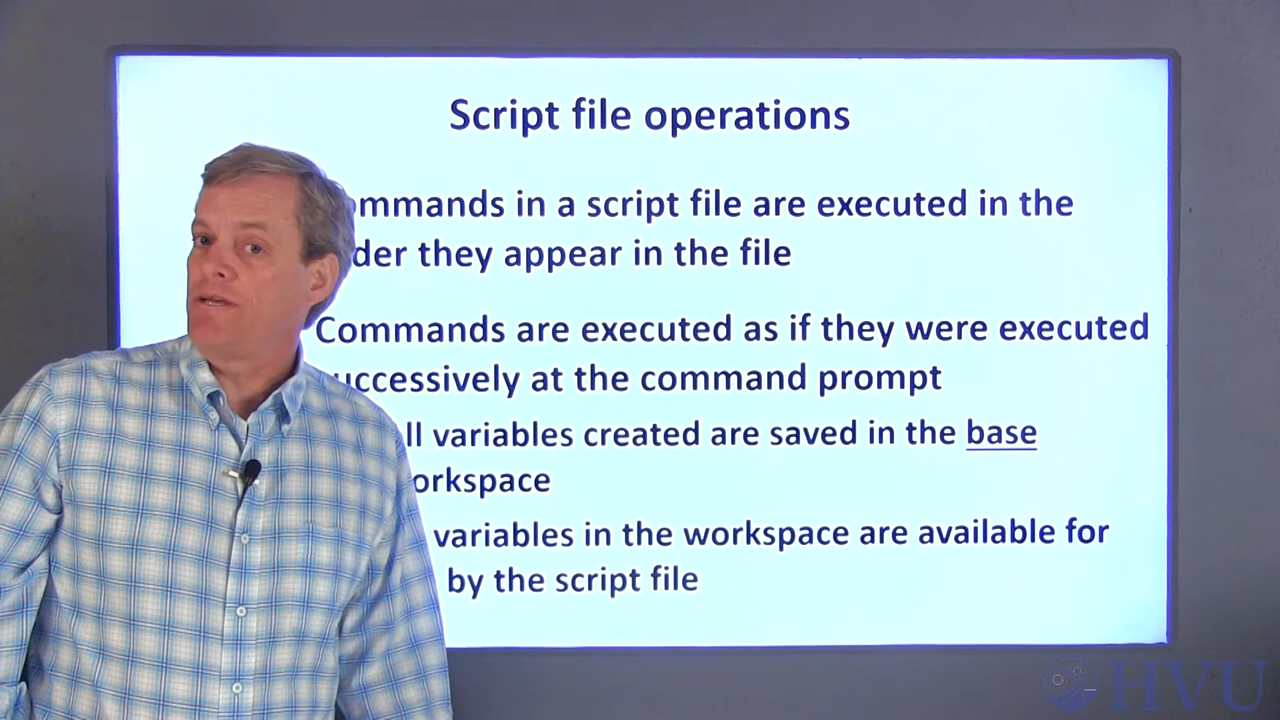 Script file operations
ommands in a script file are executed in the
der they appear in the file
Commands are executed as if they were executed
uccessively at the command prompt
ll variables created are saved in the base
orkspace
variables in the workspace are available for
by the script file
HVU